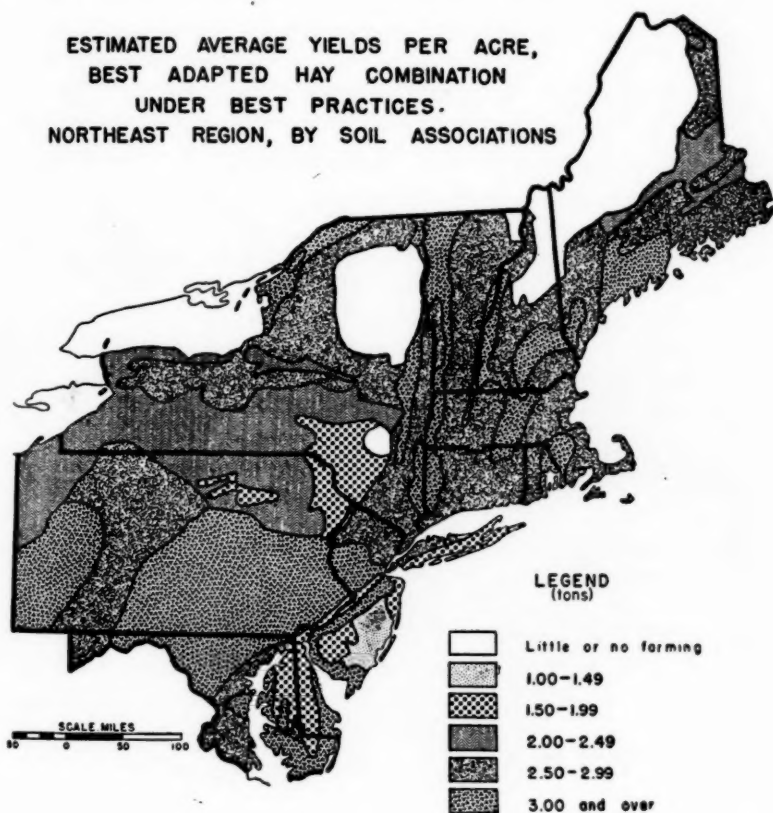 ESTIMATED AVERAGE YIELDS PER ACRE,
BEST ADAPTED HAY COMBINATION
UNDER BEST PRACTICES.
NORTHEAST REGION, BY SOIL ASSOCIATIONS
LEGEND
(tons)
Little or no farming
1.00-1.49
1.50-1.99
2.00-2.49
2.50-2.99
3.00 and over
SCALE MILES
50 0 50 100